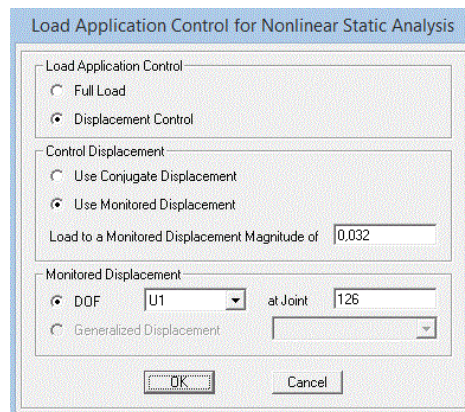 Load Application Control for Nonlinear Static Analysis
Load Application Control
Full Load
Displacement Control
Control Displacement
Use Conjugate Displacement
Use Monitored Displacement
Load to a Monitored Displacement Magnitude of 0,032
Monitored Displacement
DOF U1 at Joint 126
Generalized Displacement
OK Cancel